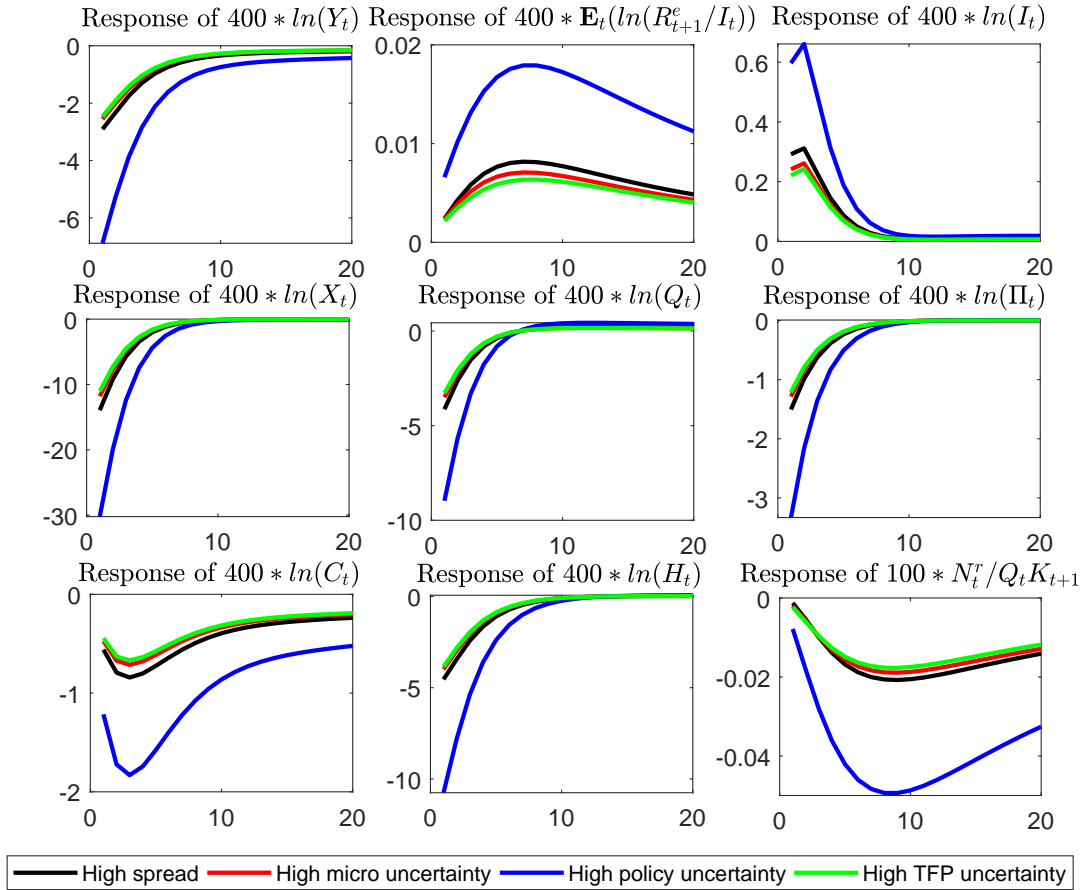 Response of 400 ∗ ln(Y_t)
0
-2
-4
-6
0 10 20
Response of 400 ∗ E_t(ln(R^e_{t+1}/I_t))
0.02
0.01
0
0 10 20
Response of 400 ∗ ln(I_t)
0.6
0.4
0.2
0
0 10 20
Response of 400 ∗ ln(X_t)
0
-10
-20
-30
0 10 20
Response of 400 ∗ ln(Q_t)
0
-5
-10
0 10 20
Response of 400 ∗ ln(Π_t)
0
-1
-2
-3
0 10 20
Response of 400 ∗ ln(C_t)
0
-1
-2
0 10 20
Response of 400 ∗ ln(H_t)
0
-5
-10
0 10 20
Response of 100 ∗ N^r_t/Q_tK_{t+1}
0
-0.02
-0.04
0 10 20
High spread High micro uncertainty High policy uncertainty High TFP uncertainty